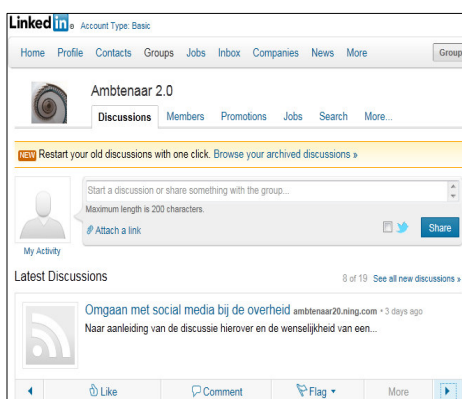 Linked in® Account Type: Basic
Home Profile Contacts Groups Jobs Inbox Companies News More Group
Ambtenaar 2.0
Discussions Members Promotions Jobs Search More...
NEW Restart your old discussions with one click. Browse your archived discussions »
Start a discussion or share something with the group...
Maximum length is 200 characters.
Attach a link
Share
My Activity
Latest Discussions 8 of 19 See all new discussions »
Omgaan met social media bij de overheid ambtenaar20.ning.com • 3 days ago
Naar aanleiding van de discussie hierover en de wenselijkheid van een...
Like Comment Flag More